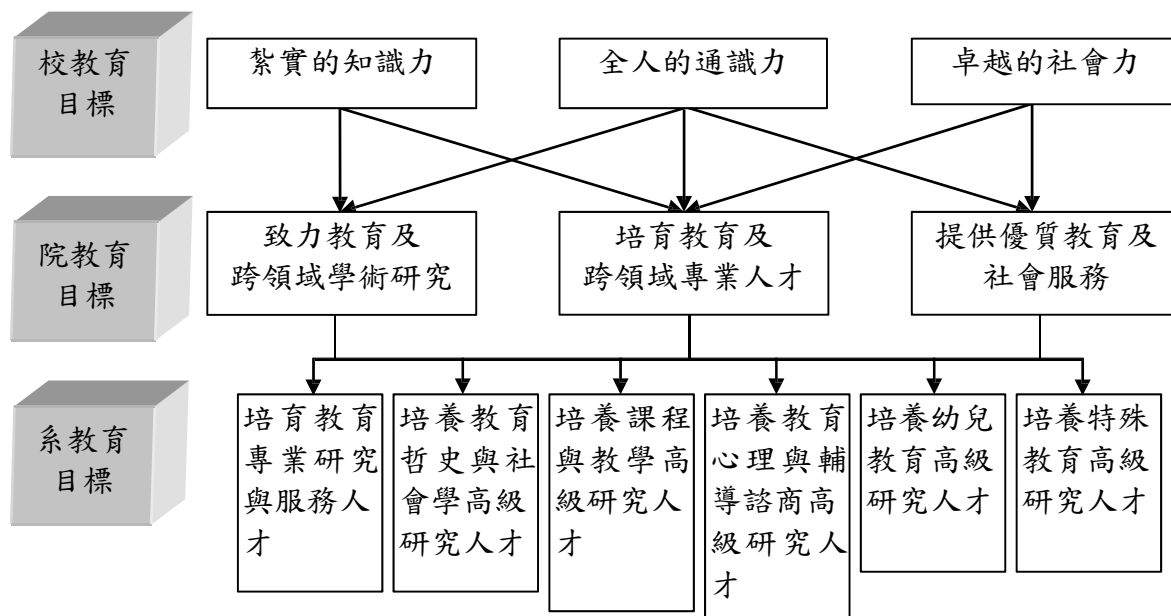 校教育
目標
紮實的知識力
全人的通識力
卓越的社會力
院教育
目標
致力教育及
跨領域學術研究
培育教育及
跨領域專業人才
提供優質教育及
社會服務
系教育
目標
培育教育
專業研究
與服務人
才
培養教育
哲史與社
會學高級
研究人才
培養課程
與教學高
級研究人
才
培養教育
心理與輔
導諮商高
級研究人
才
培養幼兒
教育高級
研究人才
培養特殊
教育高級
研究人才